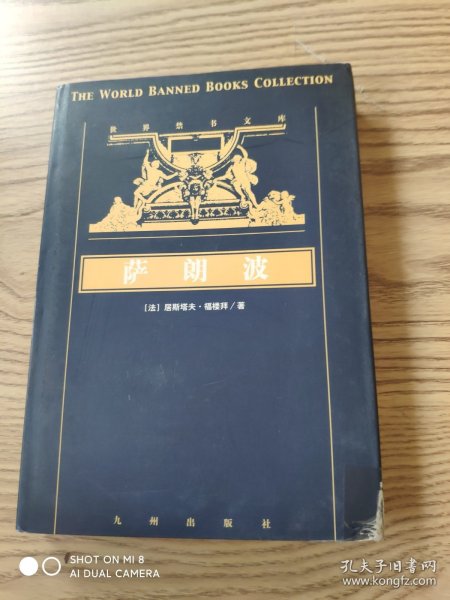 THE WORLD BANNED BOOKS COLLECTION
世界禁书文库
萨朗波
[法]居斯塔夫·福楼拜/著
九州出版社
SHOT ON MI 8
AI DUAL CAMERA
孔夫子旧书网
www.kongfz.com